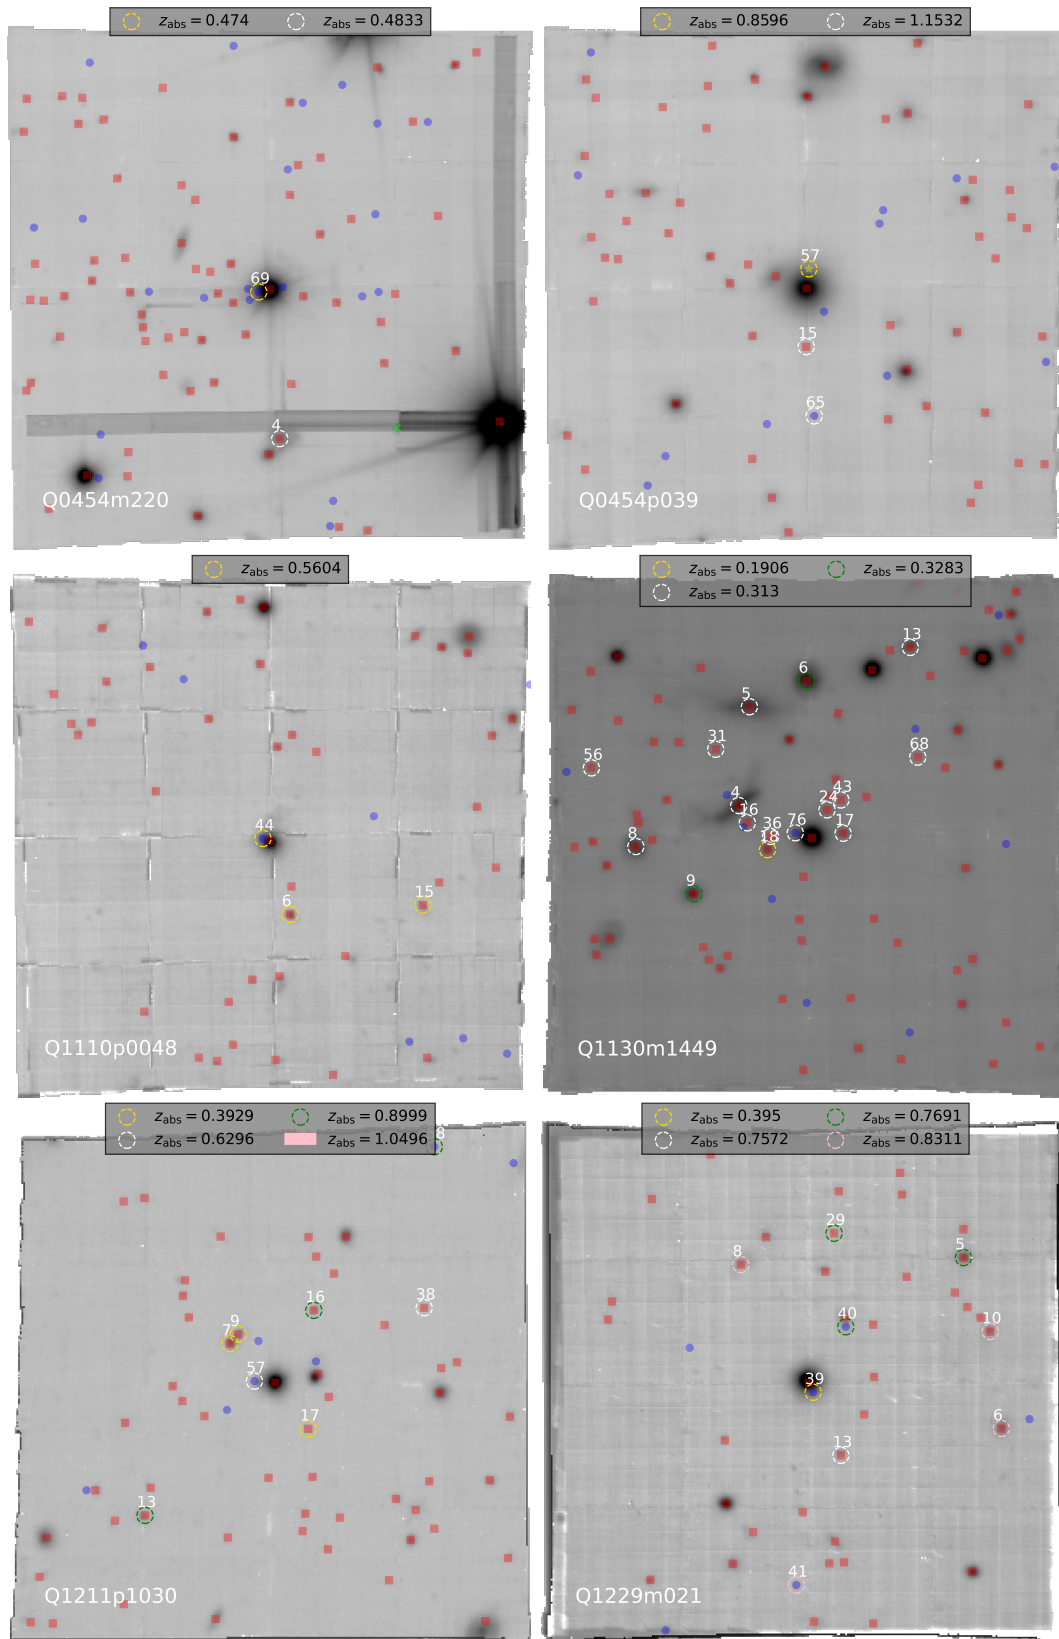 z_abs = 0.474 z_abs = 0.4833
69
4
Q0454m220
z_abs = 0.8596 z_abs = 1.1532
57
15
65
Q0454p039
z_abs = 0.5604
44
6
15
Q1110p0048
z_abs = 0.1906 z_abs = 0.3283
z_abs = 0.313
13
6
5
31
68
56
4
43
24
16
36
76
17
18
8
9
Q1130m1449
z_abs = 0.3929 z_abs = 0.8999
z_abs = 0.6296 z_abs = 1.0496
16
38
9
7
57
17
13
Q1211p1030
z_abs = 0.395 z_abs = 0.7691
z_abs = 0.7572 z_abs = 0.8311
29
5
8
40
10
39
6
13
41
Q1229m021